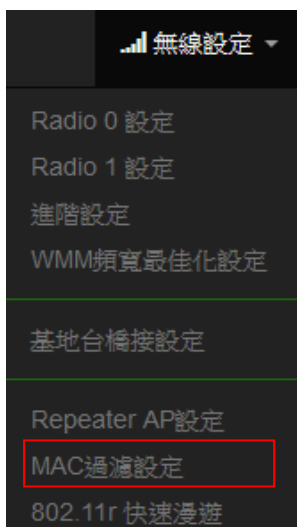 無線設定
Radio 0 設定
Radio 1 設定
進階設定
WMM頻寬最佳化設定
基地台橋接設定
Repeater AP設定
MAC過濾設定
802.11r 快速漫遊